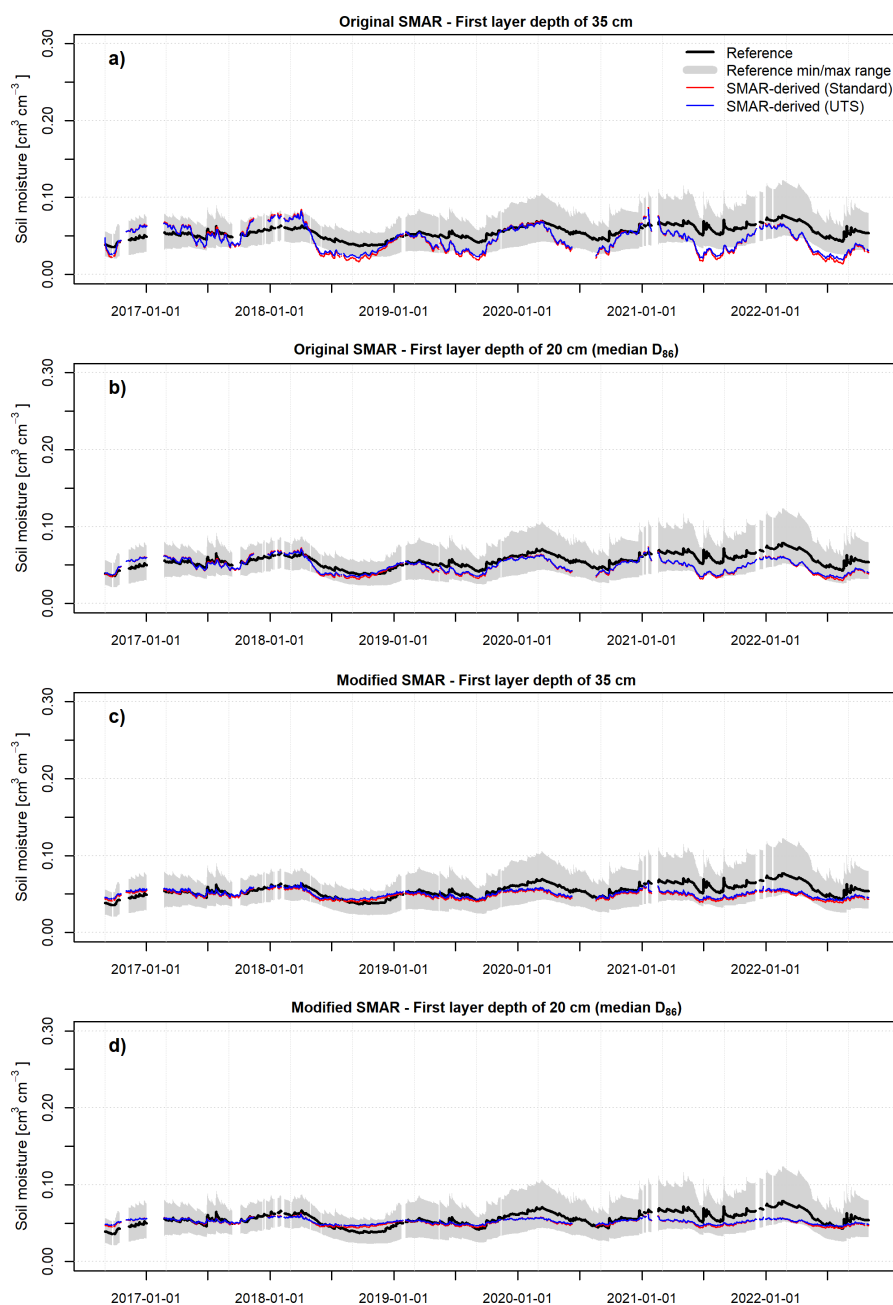 Original SMAR - First layer depth of 35 cm
a)
Reference
Reference min/max range
SMAR-derived (Standard)
SMAR-derived (UTS)
Soil moisture [cm³ cm⁻³ ]
0.30
0.20
0.10
0.00
2017-01-01 2018-01-01 2019-01-01 2020-01-01 2021-01-01 2022-01-01
Original SMAR - First layer depth of 20 cm (median D₈₆)
b)
Soil moisture [cm³ cm⁻³ ]
0.30
0.20
0.10
0.00
2017-01-01 2018-01-01 2019-01-01 2020-01-01 2021-01-01 2022-01-01
Modified SMAR - First layer depth of 35 cm
c)
Soil moisture [cm³ cm⁻³ ]
0.30
0.20
0.10
0.00
2017-01-01 2018-01-01 2019-01-01 2020-01-01 2021-01-01 2022-01-01
Modified SMAR - First layer depth of 20 cm (median D₈₆)
d)
Soil moisture [cm³ cm⁻³ ]
0.30
0.20
0.10
0.00
2017-01-01 2018-01-01 2019-01-01 2020-01-01 2021-01-01 2022-01-01